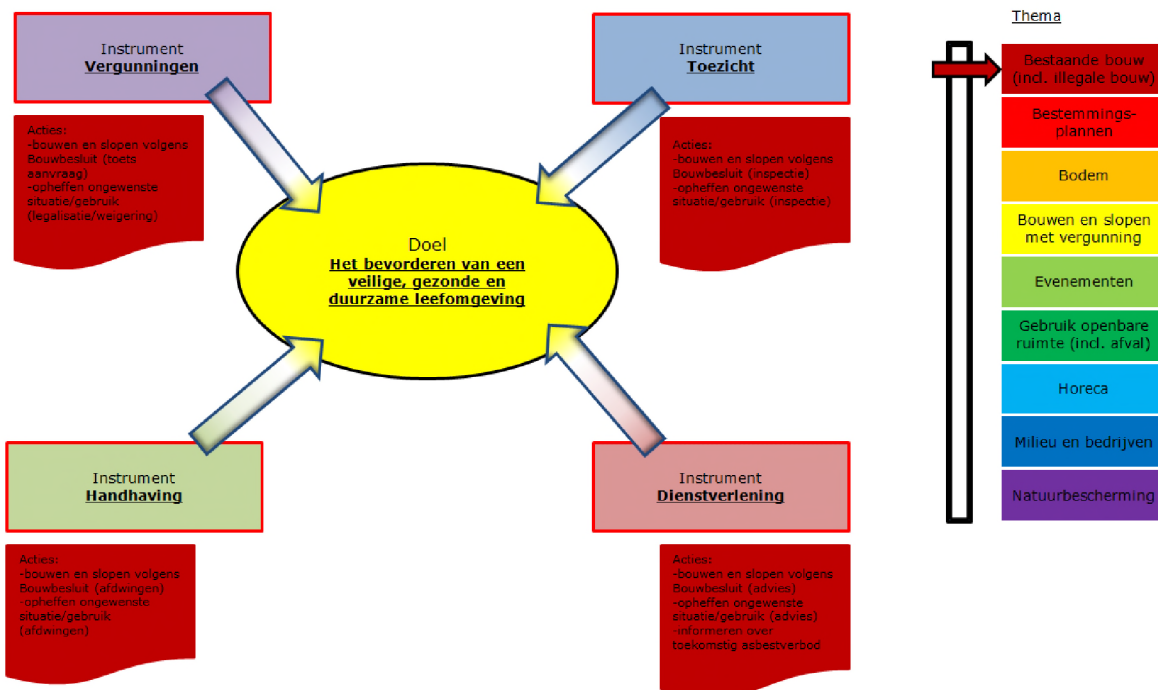 Instrument
Vergunningen
Acties:
-bouwen en slopen volgens
Bouwbesluit (toets
aanvraag)
-opheffen ongewenste
situatie/gebruik
(legalisatie/weigering)
Instrument
Toezicht
Acties:
-bouwen en slopen volgens
Bouwbesluit (inspectie)
-opheffen ongewenste
situatie/gebruik (inspectie)
Doel
Het bevorderen van een
veilige, gezonde en
duurzame leefomgeving
Instrument
Handhaving
Acties:
-bouwen en slopen volgens
Bouwbesluit (afdwingen)
-opheffen ongewenste
situatie/gebruik
(afdwingen)
Instrument
Dienstverlening
Acties:
-bouwen en slopen volgens
Bouwbesluit (advies)
-opheffen ongewenste
situatie/gebruik (advies)
-informeren over
toekomstig asbestverbod
Thema
Bestaande bouw
(incl. illegale bouw)
Bestemmings-
plannen
Bodem
Bouwen en slopen
met vergunning
Evenementen
Gebruik openbare
ruimte (incl. afval)
Horeca
Milieu en bedrijven
Natuurbescherming